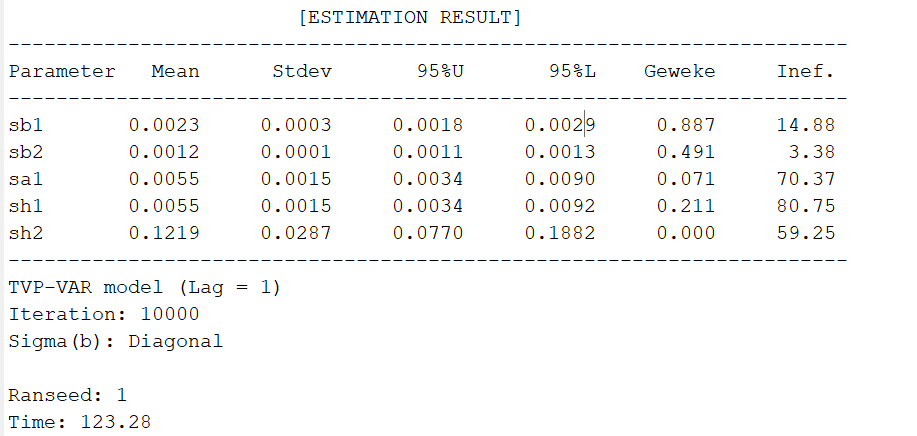 [ESTIMATION RESULT]
----------------------------------------------------------------------
Parameter Mean Stdev 95%U 95%L Geweke Inef.
----------------------------------------------------------------------
sb1 0.0023 0.0003 0.0018 0.0029 0.887 14.88
sb2 0.0012 0.0001 0.0011 0.0013 0.491 3.38
sa1 0.0055 0.0015 0.0034 0.0090 0.071 70.37
sh1 0.0055 0.0015 0.0034 0.0092 0.211 80.75
sh2 0.1219 0.0287 0.0770 0.1882 0.000 59.25
----------------------------------------------------------------------
TVP-VAR model (Lag = 1)
Iteration: 10000
Sigma(b): Diagonal
Ranseed: 1
Time: 123.28